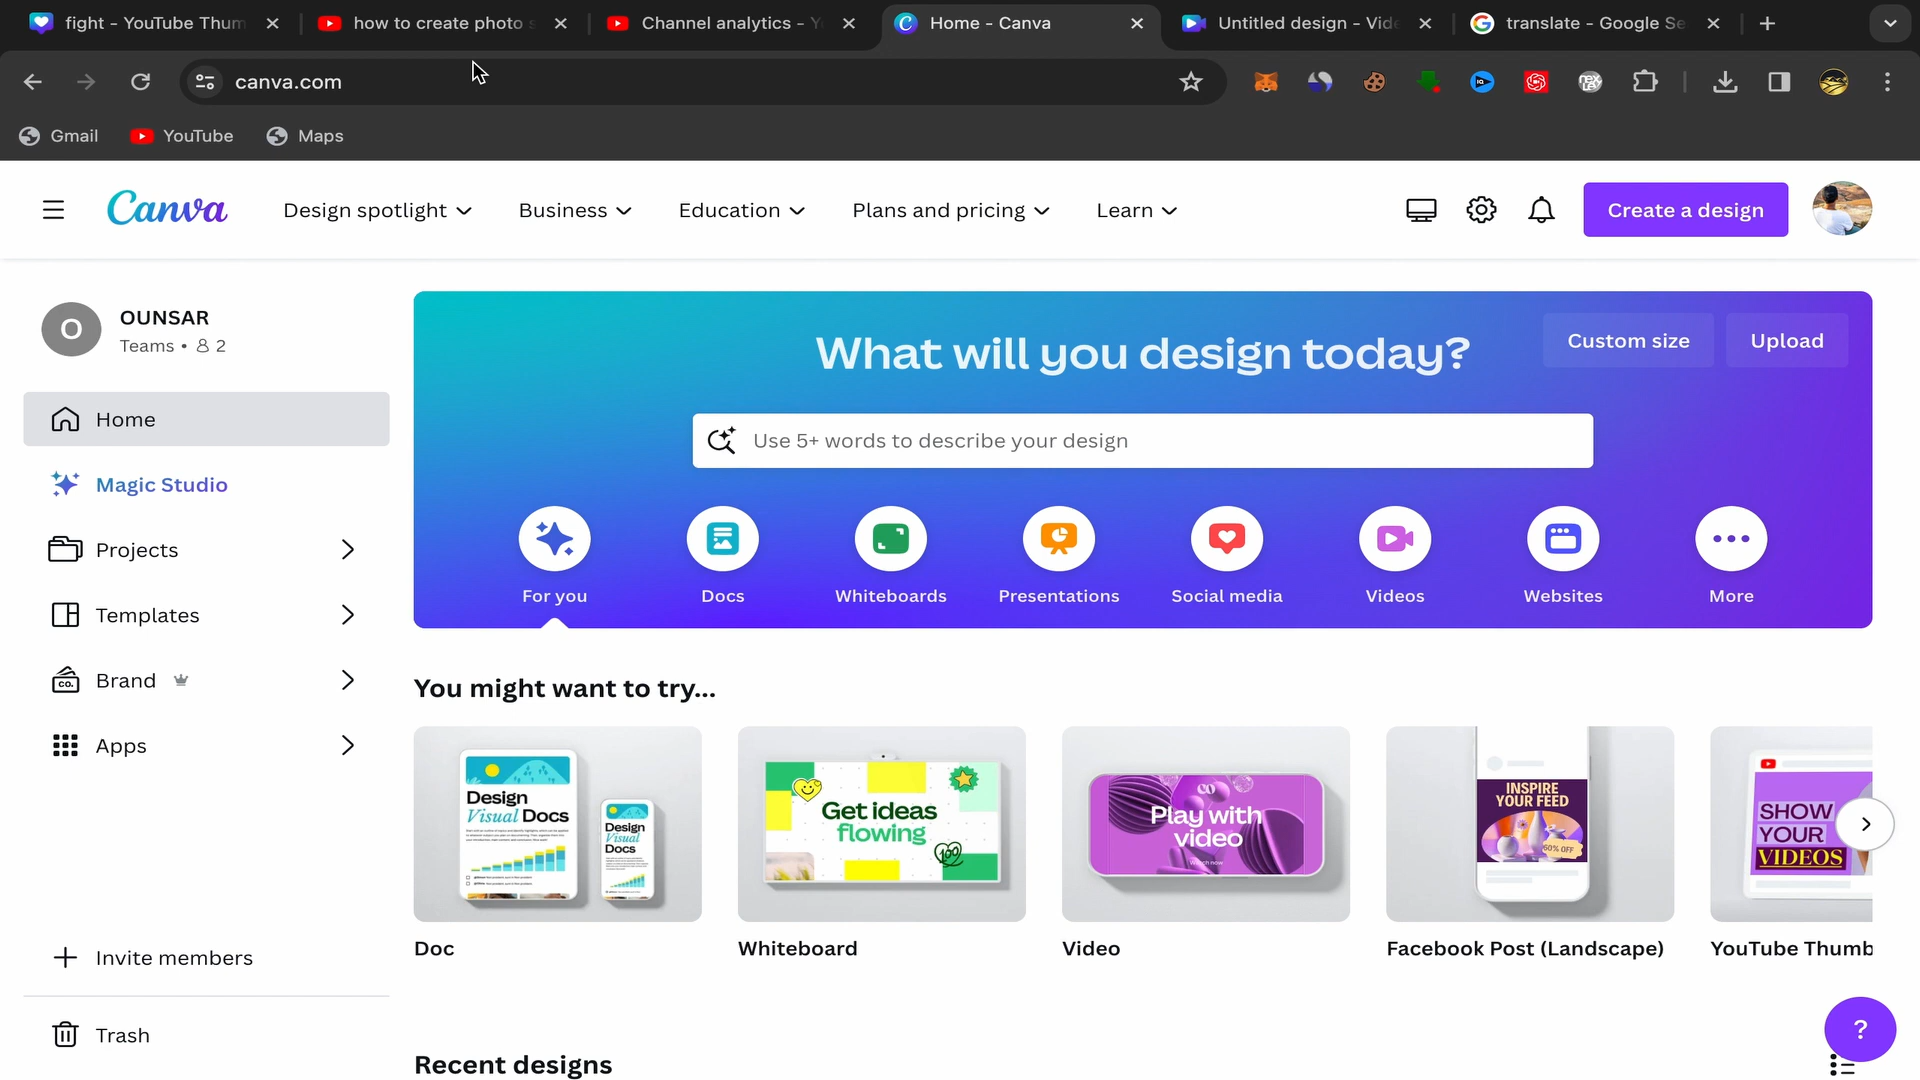 fight - YouTube Thum
how to create photo s
Channel analytics - Y
Home - Canva
Untitled design - Vide
translate - Google Se
canva.com
Gmail
YouTube
Maps
Canva
Design spotlight
Business
Education
Plans and pricing
Learn
Create a design
O
OUNSAR
Teams • 2
Home
Magic Studio
Projects
Templates
Brand
Apps
Invite members
Trash
What will you design today?
Custom size
Upload
Use 5+ words to describe your design
For you
Docs
Whiteboards
Presentations
Social media
Videos
Websites
More
You might want to try...
Design
Visual Docs
Design
Visual
Docs
Get ideas
flowing
100
Play with
video
INSPIRE
YOUR FEED
60% OFF
SHOW
YOUR
VIDEOS
Doc
Whiteboard
Video
Facebook Post (Landscape)
YouTube Thumb
Recent designs
?